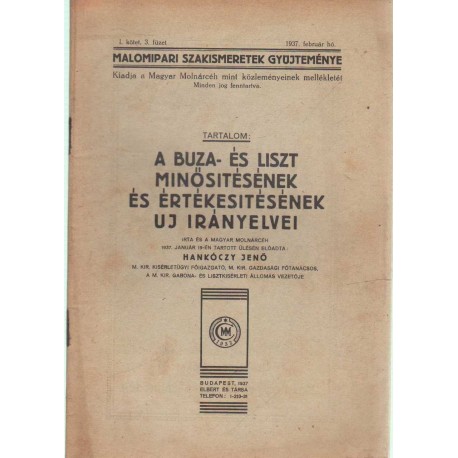 I. kötet, 3. füzet 1937. február hó.
MALOMIPARI SZAKISMERETEK GYÜJTEMÉNYE
Kiadja a Magyar Molnárcéh mint közleményeinek mellékletét
Minden jog fenntartva.
TARTALOM:
A BUZA- ÉS LISZT
MINŐSITÉSÉNEK
ÉS ÉRTÉKESITÉSÉNEK
UJ IRÁNYELVEI
IRTA ÉS A MAGYAR MOLNÁRCÉH
1937. JANUÁR 19-ÉN TARTOTT ÜLÉSÉN ELŐADTA:
HANKÓCZY JENŐ
M. KIR. KISÉRLETÜGYI FŐIGAZGATÓ, M. KIR. GAZDASÁGI FŐTANÁCSOS,
A M. KIR. GABONA- ÉS LISZTKISÉRLETI ÁLLOMÁS VEZETŐJE
BUDAPEST, 1937
ELBERT ÉS TÁRSA
TELEFON: